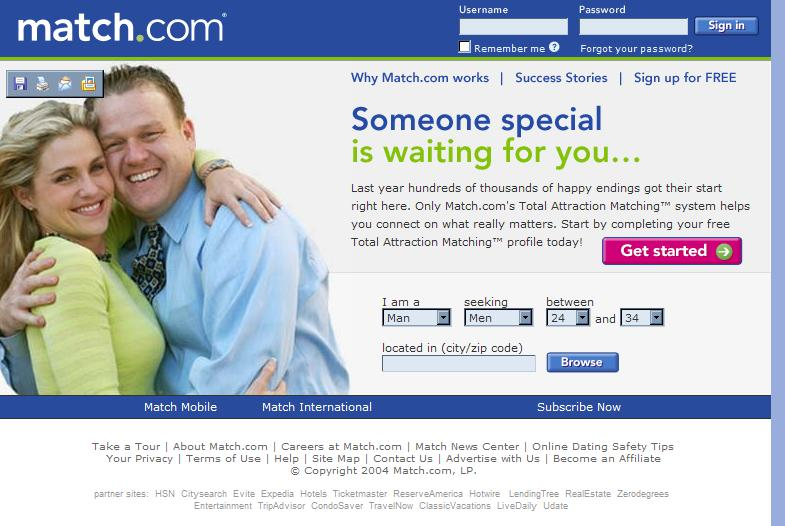 match.com®
Username
Password
Sign in
Remember me ?
Forgot your password?
Why Match.com works | Success Stories | Sign up for FREE
Someone special
is waiting for you...
Last year hundreds of thousands of happy endings got their start
right here. Only Match.com's Total Attraction Matching™ system helps
you connect on what really matters. Start by completing your free
Total Attraction Matching™ profile today!
Get started
I am a seeking between
Man Men 24 and 34
located in (city/zip code)
Browse
Match Mobile Match International Subscribe Now
Take a Tour | About Match.com | Careers at Match.com | Match News Center | Online Dating Safety Tips
Your Privacy | Terms of Use | Help | Site Map | Contact Us | Advertise with Us | Become an Affiliate
© Copyright 2004 Match.com, LP.
partner sites: HSN Citysearch Evite Expedia Hotels Ticketmaster ReserveAmerica Hotwire LendingTree RealEstate Zerodegrees
Entertainment TripAdvisor CondoSaver TravelNow ClassicVacations LiveDaily Udate